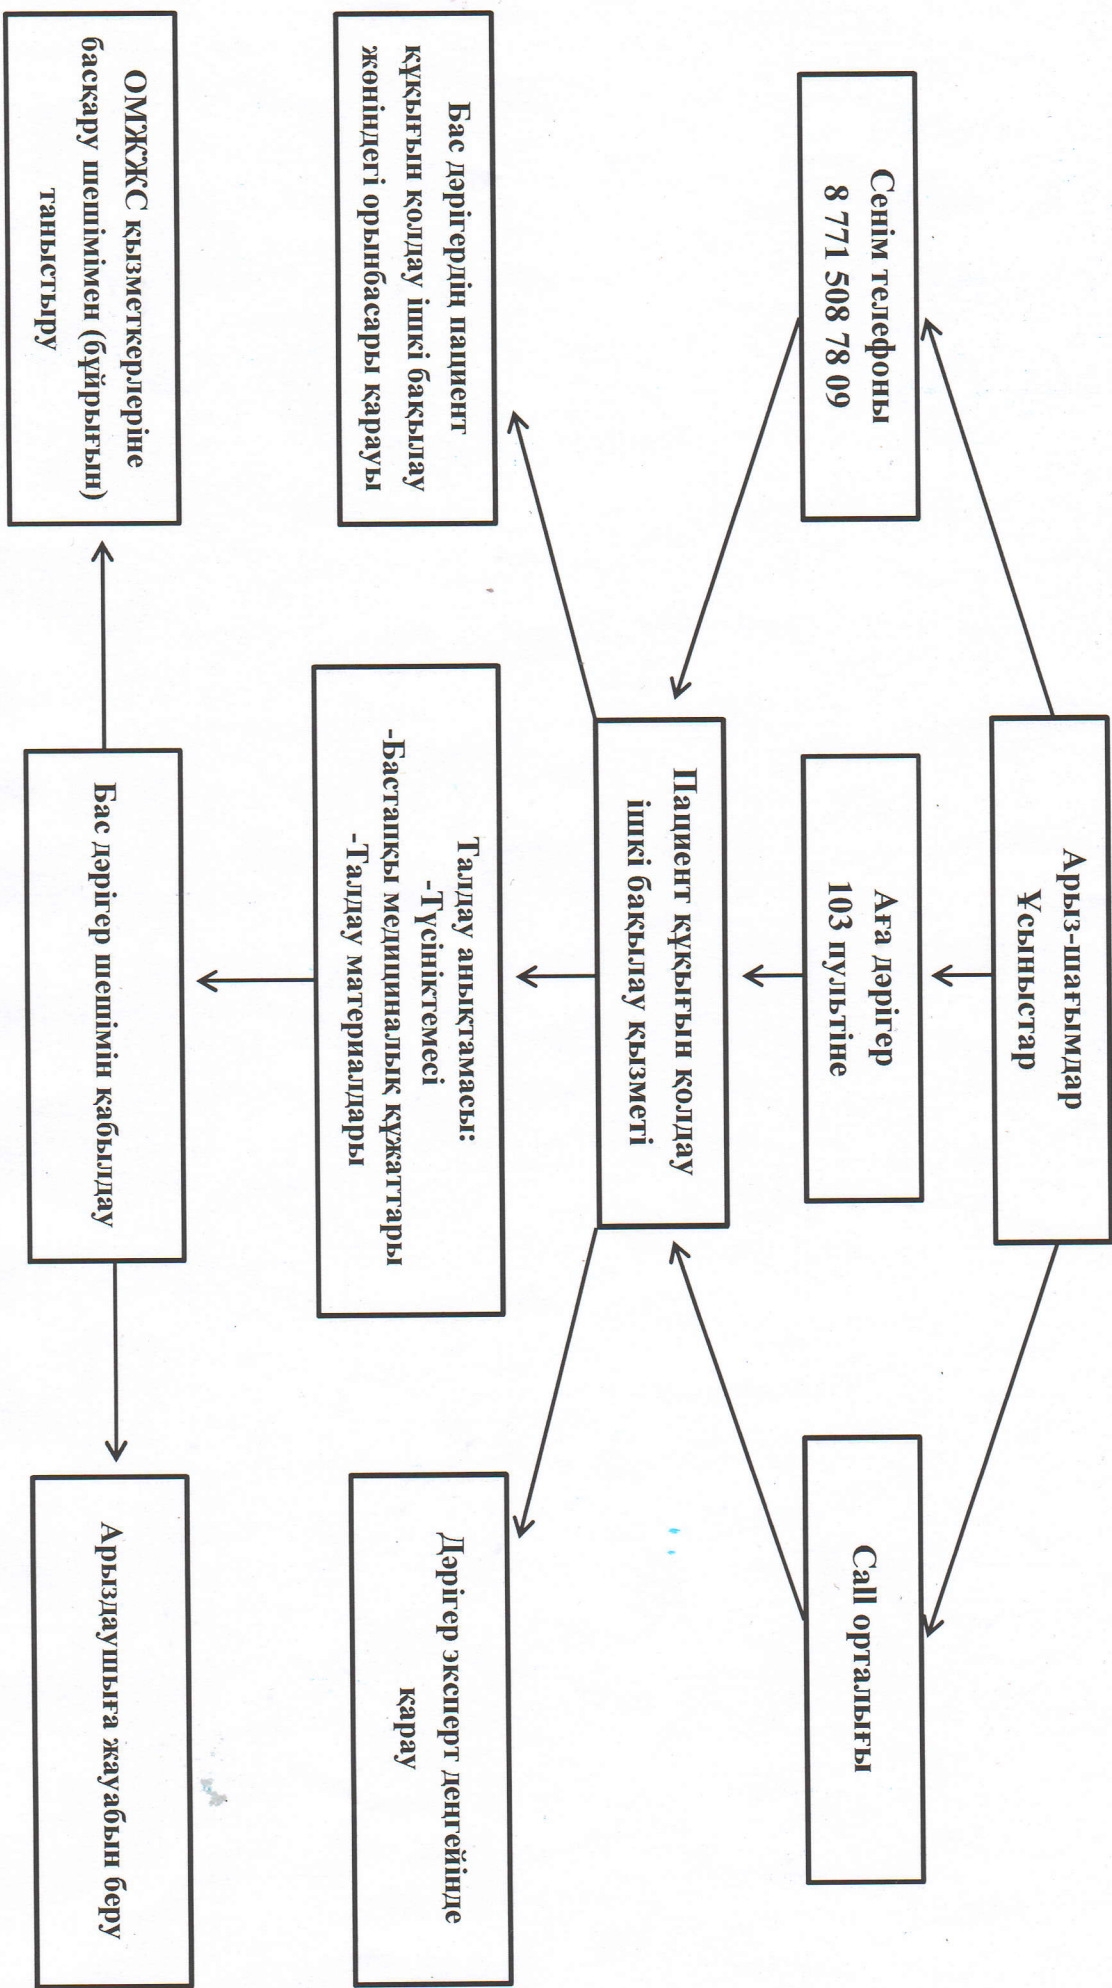 Арыз-шағымдар
Ұсыныстар
Сенім телефоны
8 771 508 78 09
Аға дәрігер
103 пультіне
Call орталығы
Пациент құқығын қолдау
ішкі бақылау қызметі
Бас дәрігердің пациент
құқығын қолдау ішкі бақылау
жөніндегі орынбасары қарауы
Талдау анықтамасы:
-Түсініктемесі
-Бастапқы медициналық құжаттары
-Талдау материалдары
Дәрігер эксперт деңгейінде
қарау
ОМЖЖС қызметкерлеріне
басқару шешімімен (бұйрығын)
таныстыру
Бас дәрігер шешімін қабылдау
Арыздаушыға жауабын беру